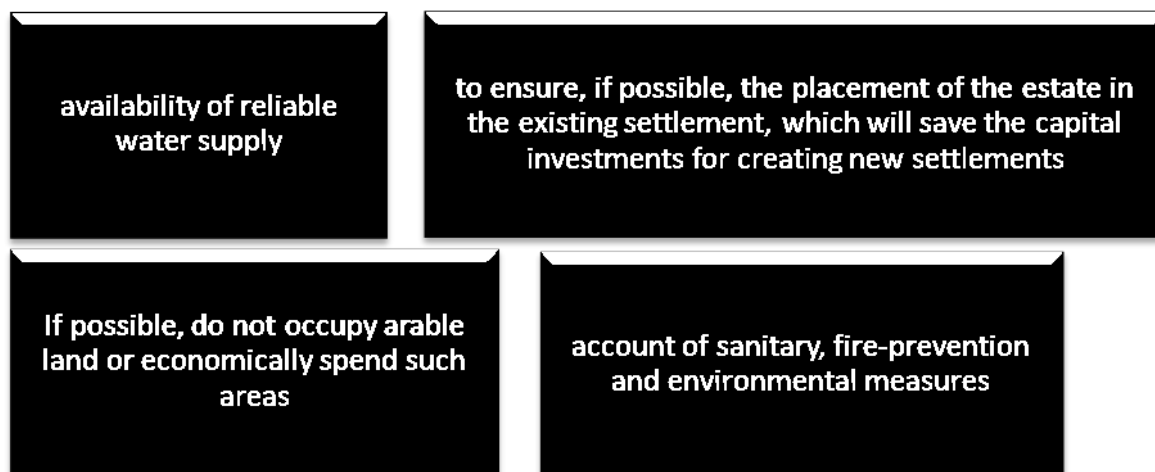 availability of reliable
water supply
to ensure, if possible, the placement of the estate in
the existing settlement, which will save the capital
investments for creating new settlements
If possible, do not occupy arable
land or economically spend such
areas
account of sanitary, fire-prevention
and environmental measures